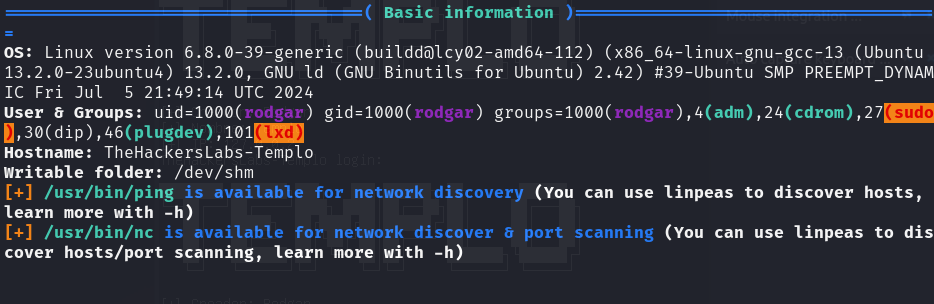 ═══════════════════════════════╣ Basic information ╠═══════════════════════════════
═
OS: Linux version 6.8.0-39-generic (buildd@lcy02-amd64-112) (x86_64-linux-gnu-gcc-13 (Ubuntu
13.2.0-23ubuntu4) 13.2.0, GNU ld (GNU Binutils for Ubuntu) 2.42) #39-Ubuntu SMP PREEMPT_DYNAM
IC Fri Jul  5 21:49:14 UTC 2024
User & Groups: uid=1000(rodgar) gid=1000(rodgar) groups=1000(rodgar),4(adm),24(cdrom),27(sudo
),30(dip),46(plugdev),101(lxd)
Hostname: TheHackersLabs-Templo
Writable folder: /dev/shm
[+] /usr/bin/ping is available for network discovery (You can use linpeas to discover hosts,
learn more with -h)
[+] /usr/bin/nc is available for network discover & port scanning (You can use linpeas to dis
cover hosts/port scanning, learn more with -h)